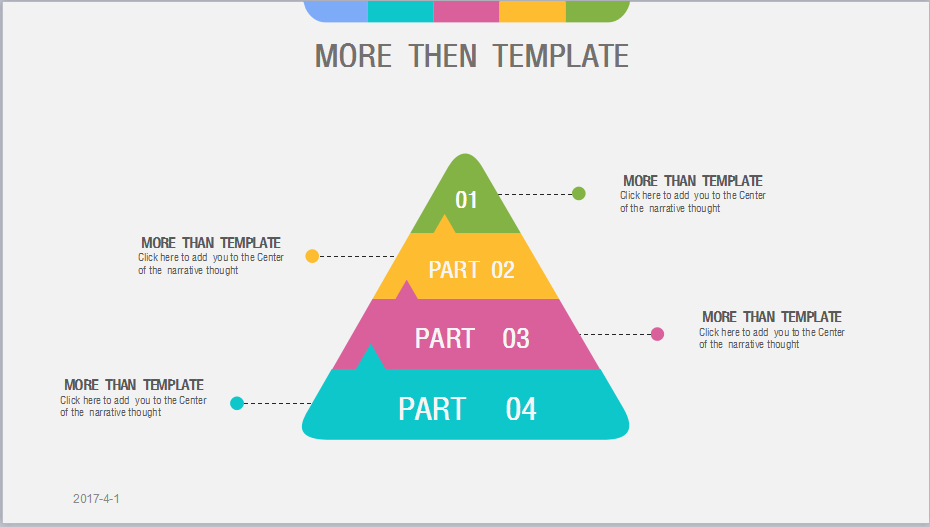 MORE THEN TEMPLATE
01
MORE THAN TEMPLATE
Click here to add you to the Center
of the narrative thought
MORE THAN TEMPLATE
Click here to add you to the Center
of the narrative thought
PART 02
MORE THAN TEMPLATE
Click here to add you to the Center
of the narrative thought
PART 03
MORE THAN TEMPLATE
Click here to add you to the Center
of the narrative thought
PART 04
2017-4-1